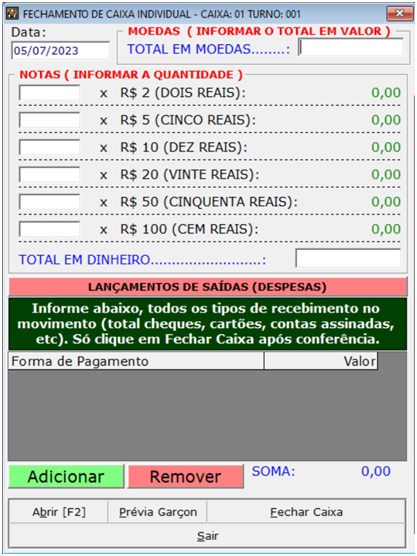 FECHAMENTO DE CAIXA INDIVIDUAL - CAIXA: 01 TURNO: 001
Data:
05/07/2023
MOEDAS ( INFORMAR O TOTAL EM VALOR )
TOTAL EM MOEDAS........:
NOTAS ( INFORMAR A QUANTIDADE )
x R$ 2 (DOIS REAIS): 0,00
x R$ 5 (CINCO REAIS): 0,00
x R$ 10 (DEZ REAIS): 0,00
x R$ 20 (VINTE REAIS): 0,00
x R$ 50 (CINQUENTA REAIS): 0,00
x R$ 100 (CEM REAIS): 0,00
TOTAL EM DINHEIRO..........................:
LANÇAMENTOS DE SAÍDAS (DESPESAS)
Informe abaixo, todos os tipos de recebimento no
movimento (total cheques, cartões, contas assinadas,
etc). Só clique em Fechar Caixa após conferência.
Forma de Pagamento Valor
Adicionar Remover SOMA: 0,00
Abrir [F2] Prévia Garçon Fechar Caixa
Sair